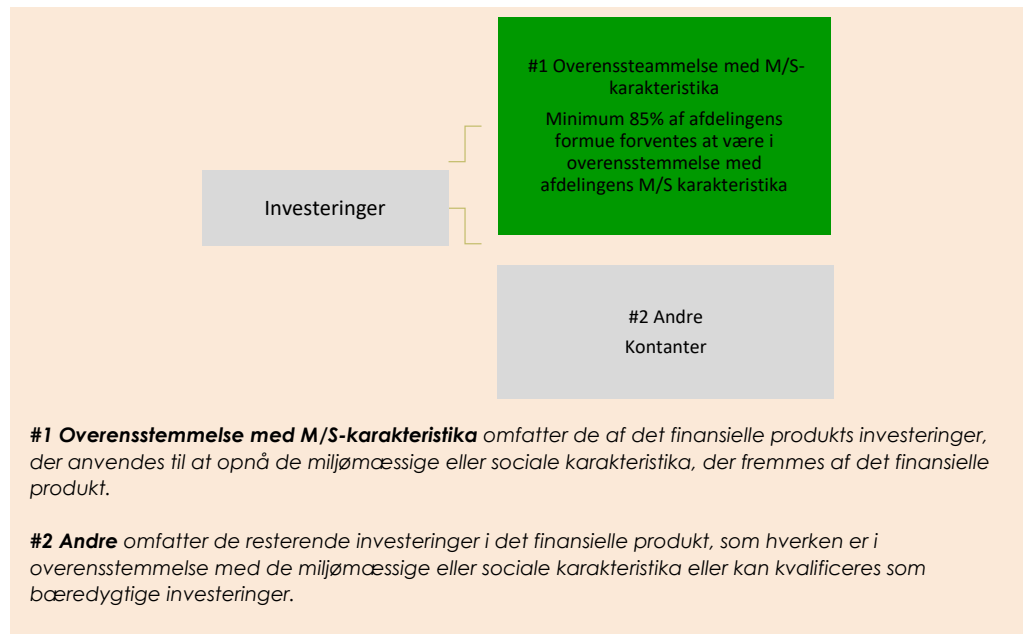 #1 Overenssteammelse med M/S-
karakteristika
Minimum 85% af afdelingens
formue forventes at være i
overensstemmelse med
afdelingens M/S karakteristika
Investeringer
#2 Andre
Kontanter
#1 Overensstemmelse med M/S-karakteristika omfatter de af det finansielle produkts investeringer,
der anvendes til at opnå de miljømæssige eller sociale karakteristika, der fremmes af det finansielle
produkt.
#2 Andre omfatter de resterende investeringer i det finansielle produkt, som hverken er i
overensstemmelse med de miljømæssige eller sociale karakteristika eller kan kvalificeres som
bæredygtige investeringer.